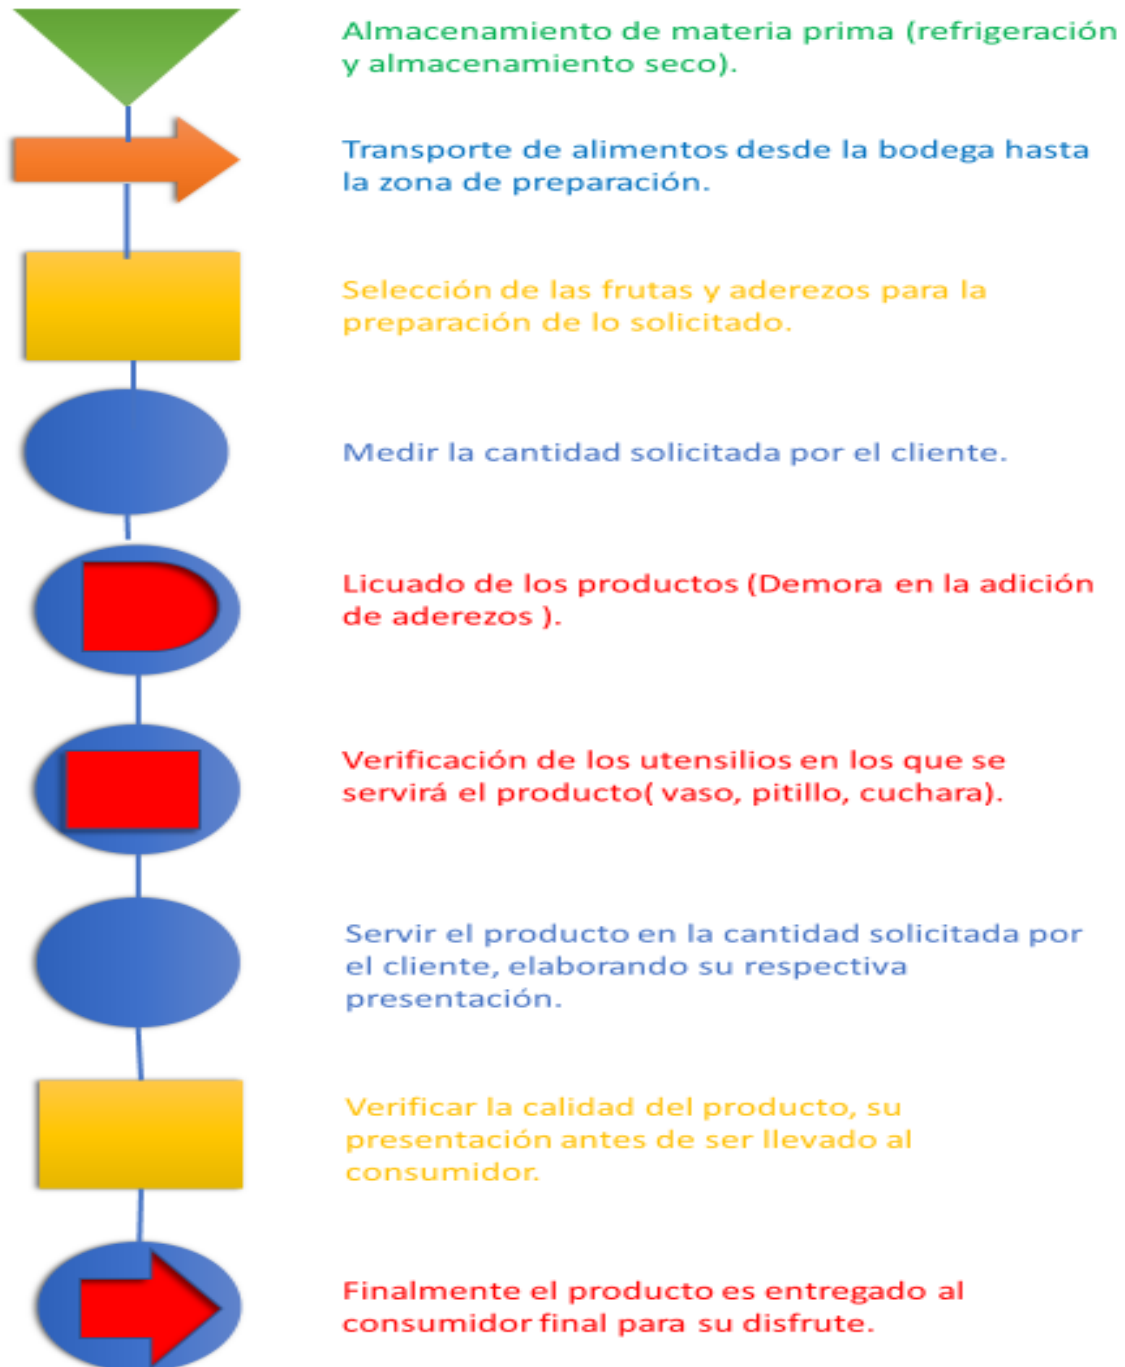 Almacenamiento de materia prima (refrigeración
y almacenamiento seco).
Transporte de alimentos desde la bodega hasta
la zona de preparación.
Selección de las frutas y aderezos para la
preparación de lo solicitado.
Medir la cantidad solicitada por el cliente.
Licuado de los productos (Demora en la adición
de aderezos ).
Verificación de los utensilios en los que se
servirá el producto( vaso, pitillo, cuchara).
Servir el producto en la cantidad solicitada por
el cliente, elaborando su respectiva
presentación.
Verificar la calidad del producto, su
presentación antes de ser llevado al
consumidor.
Finalmente el producto es entregado al
consumidor final para su disfrute.